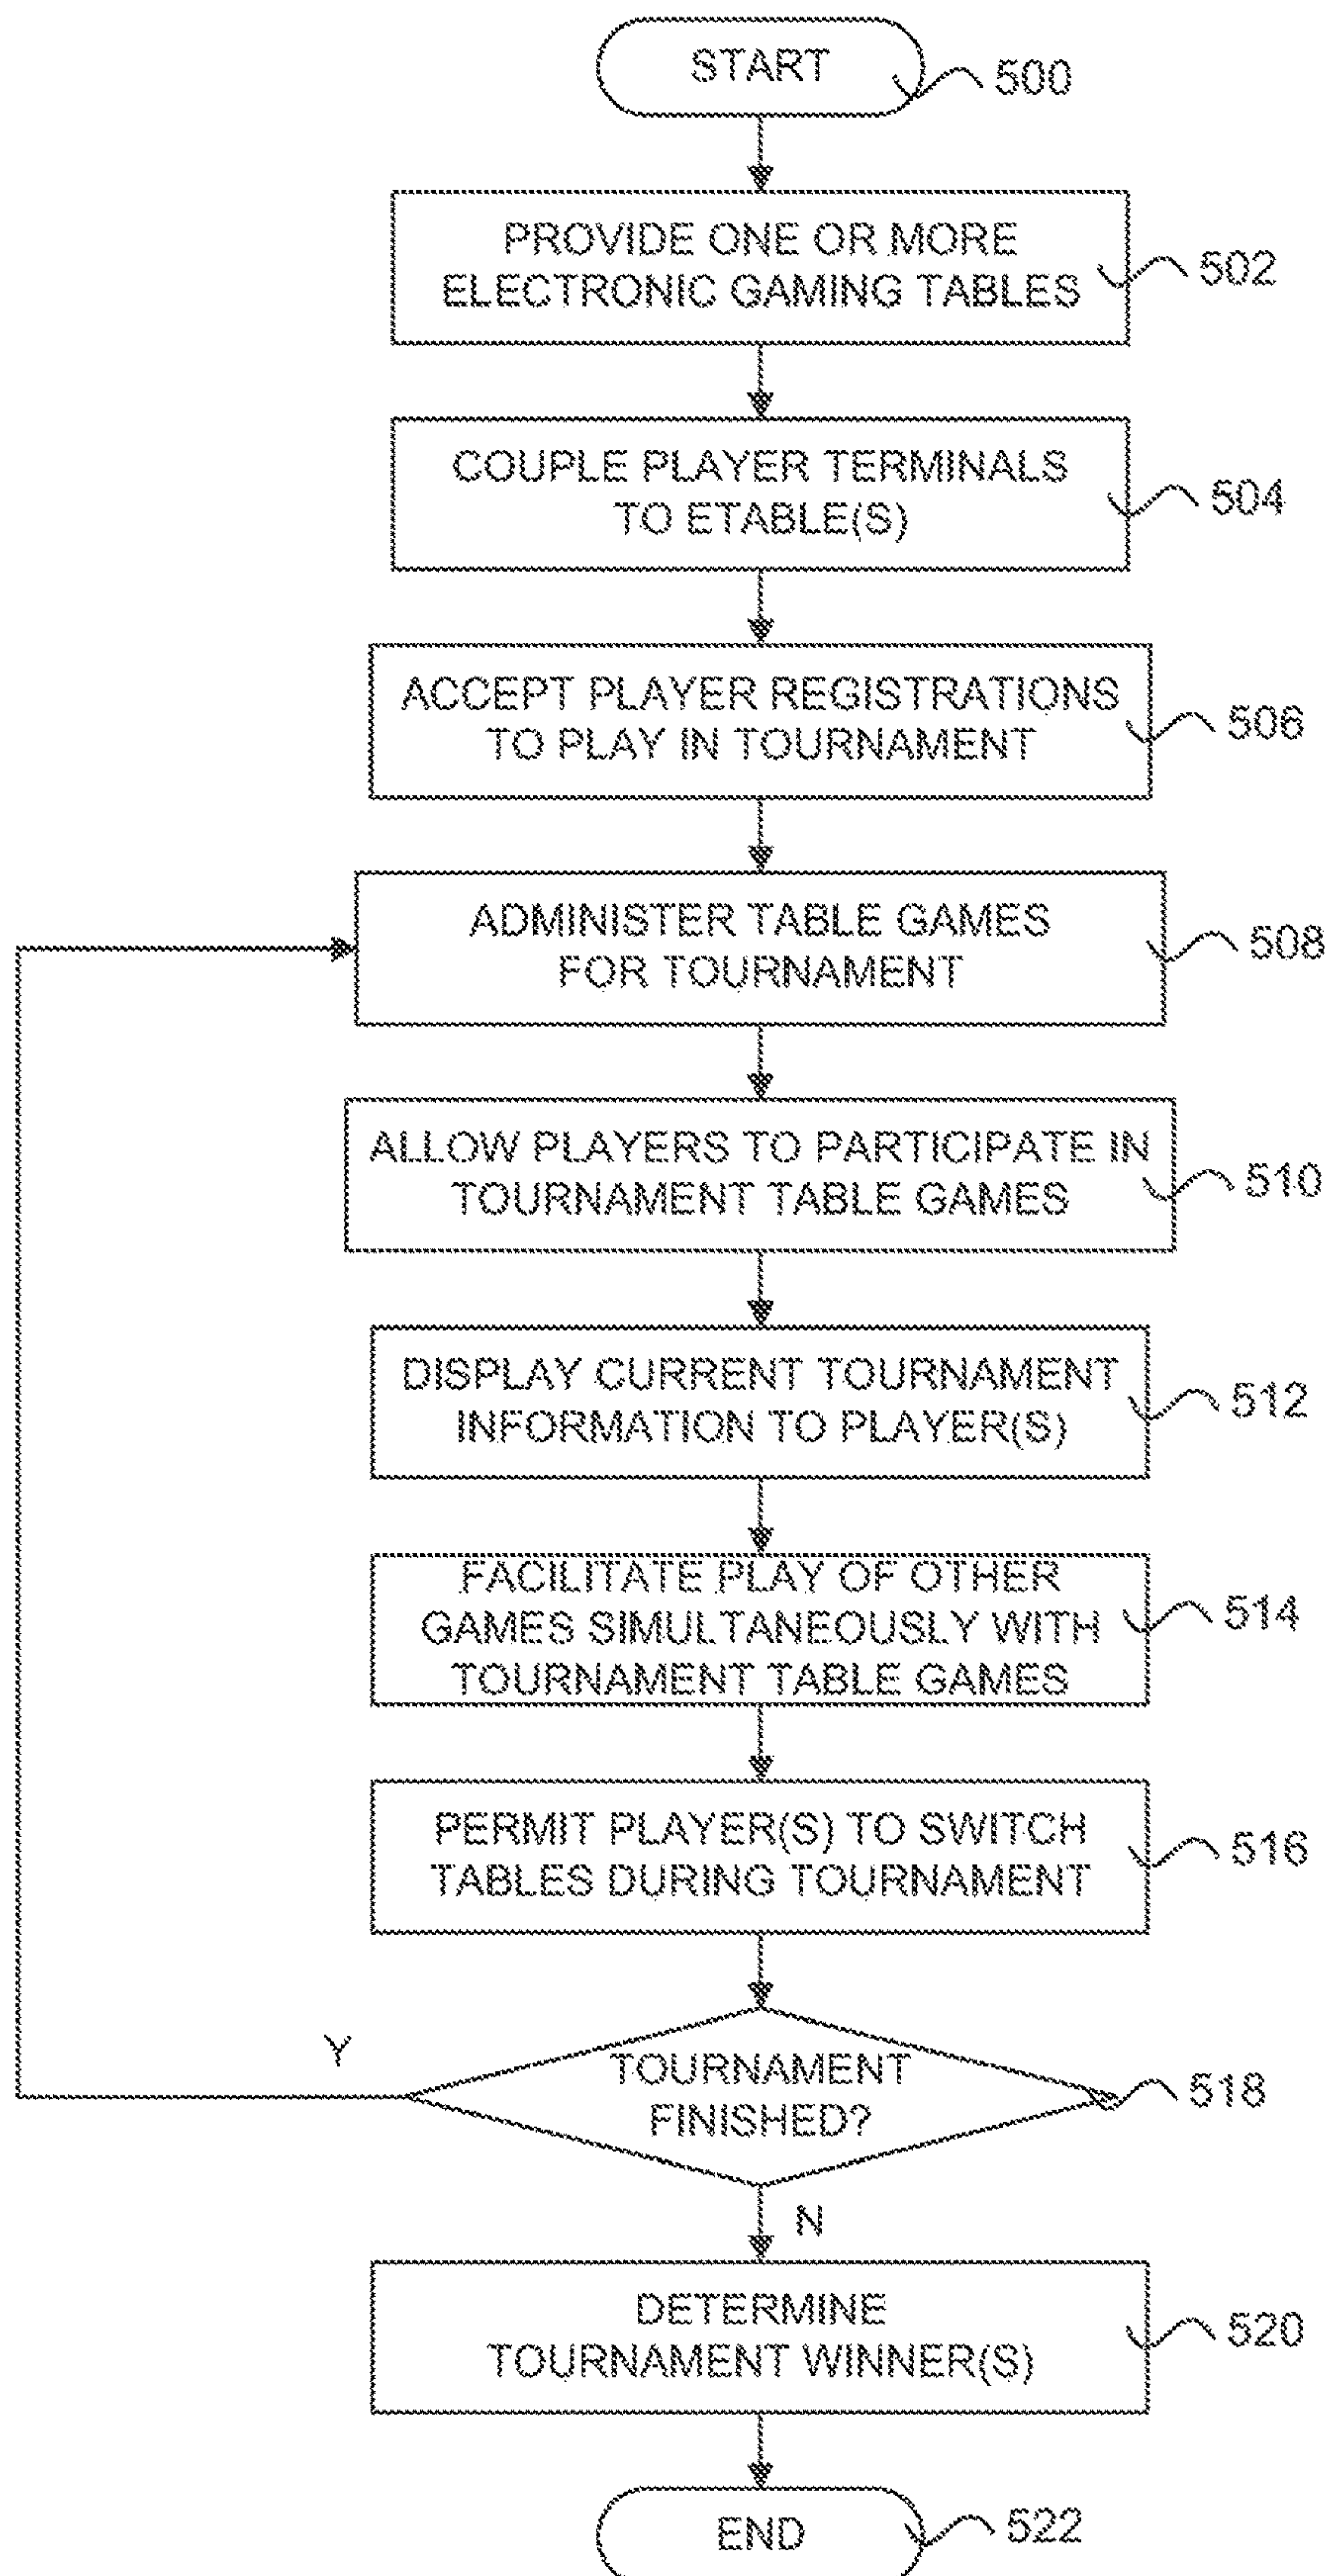 START
500
PROVIDE ONE OR MORE
ELECTRONIC GAMING TABLES
502
COUPLE PLAYER TERMINALS
TO ETABLE(S)
504
ACCEPT PLAYER REGISTRATIONS
TO PLAY IN TOURNAMENT
506
ADMINISTER TABLE GAMES
FOR TOURNAMENT
508
ALLOW PLAYERS TO PARTICIPATE IN
TOURNAMENT TABLE GAMES
510
DISPLAY CURRENT TOURNAMENT
INFORMATION TO PLAYER(S)
512
FACILITATE PLAY OF OTHER
GAMES SIMULTANEOUSLY WITH
TOURNAMENT TABLE GAMES
514
PERMIT PLAYER(S) TO SWITCH
TABLES DURING TOURNAMENT
516
Y
TOURNAMENT
FINISHED?
518
N
DETERMINE
TOURNAMENT WINNER(S)
520
END
522